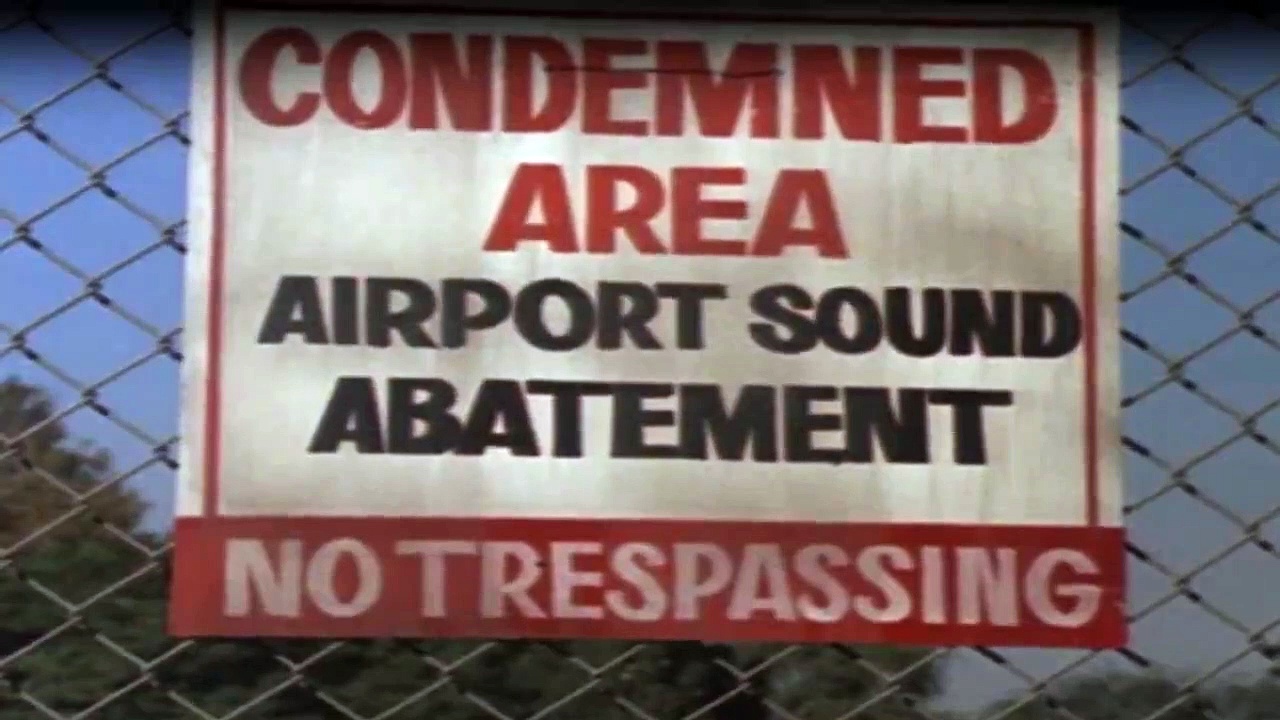 CONDEMNED
AREA
AIRPORT SOUND
ABATEMENT
NO TRESPASSING